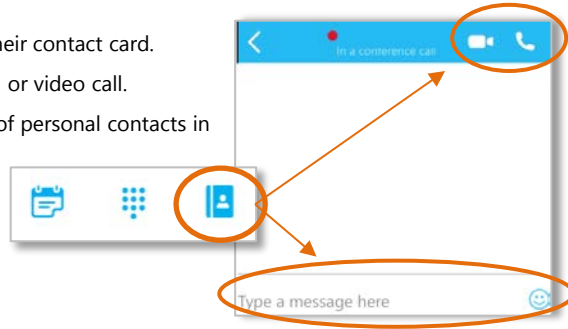 heir contact card.
or video call.
of personal contacts in
In a conference call
Type a message here